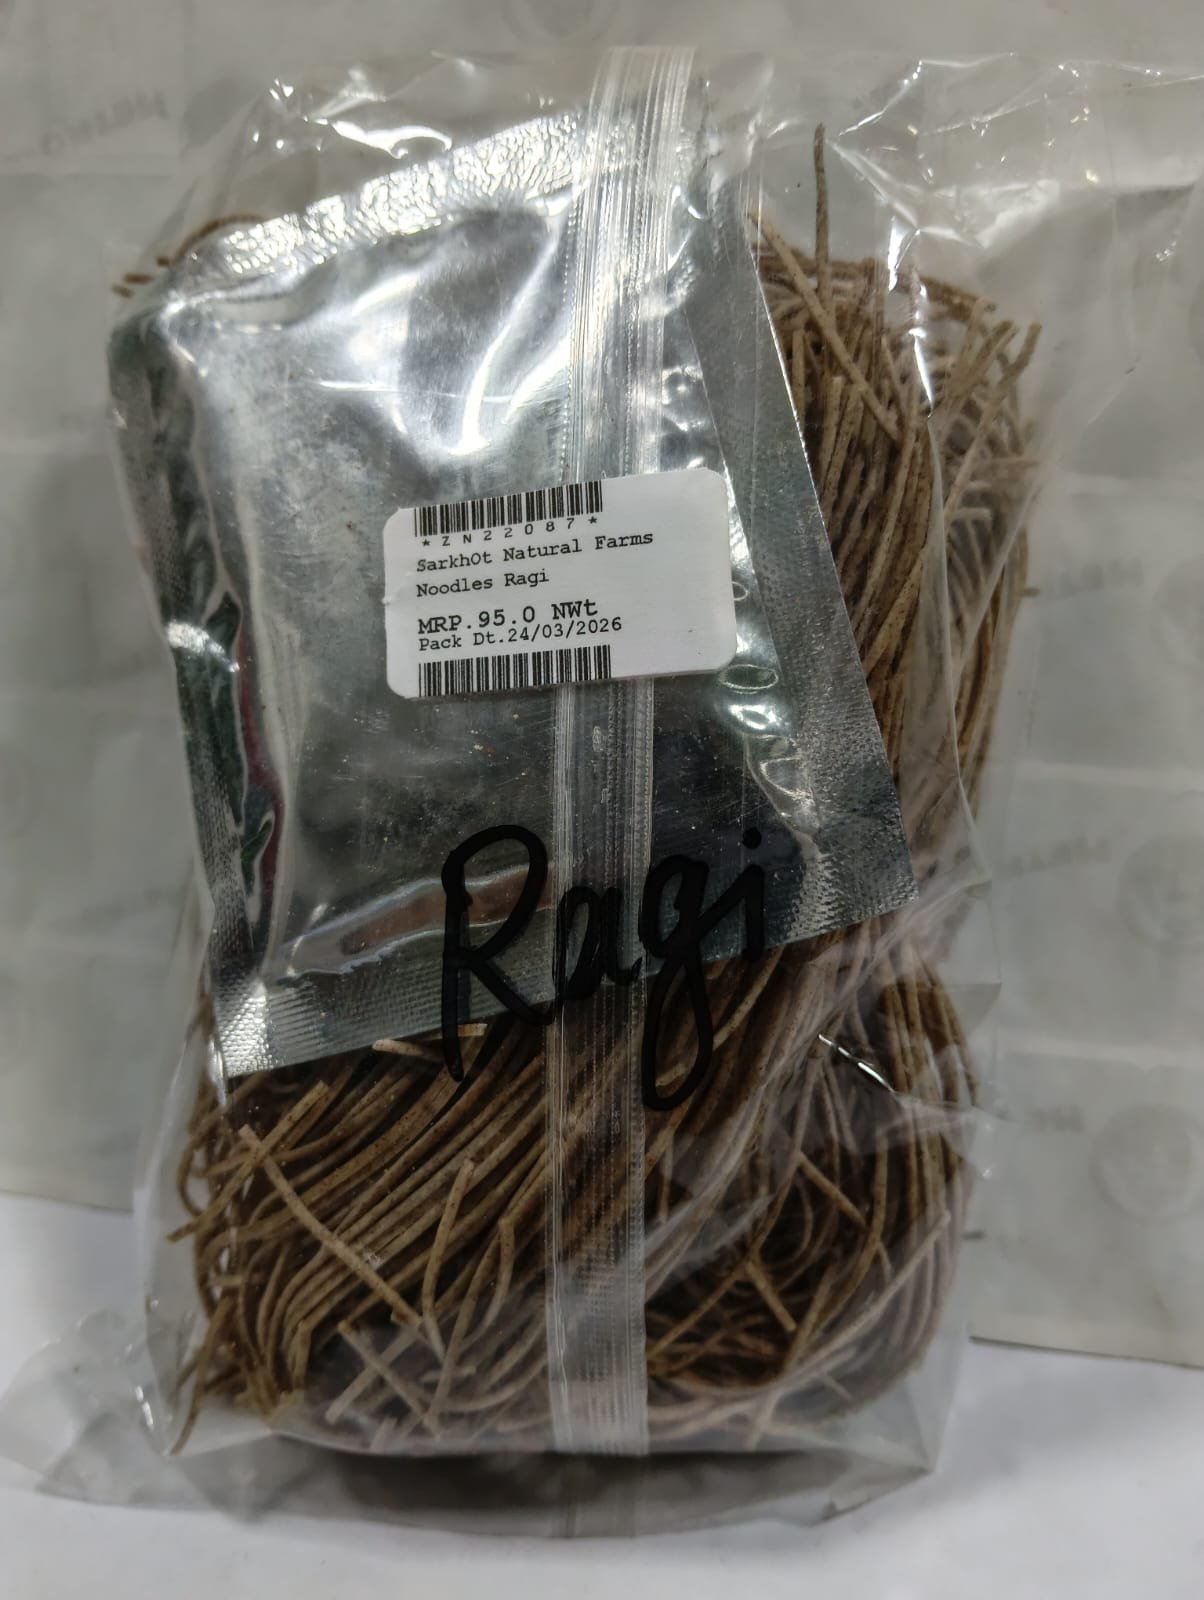 *ZN22087*
SarkhOt Natural Farms
Noodles Ragi
MRP.95.0 NWt
Pack Dt.24/03/2026
Ragi